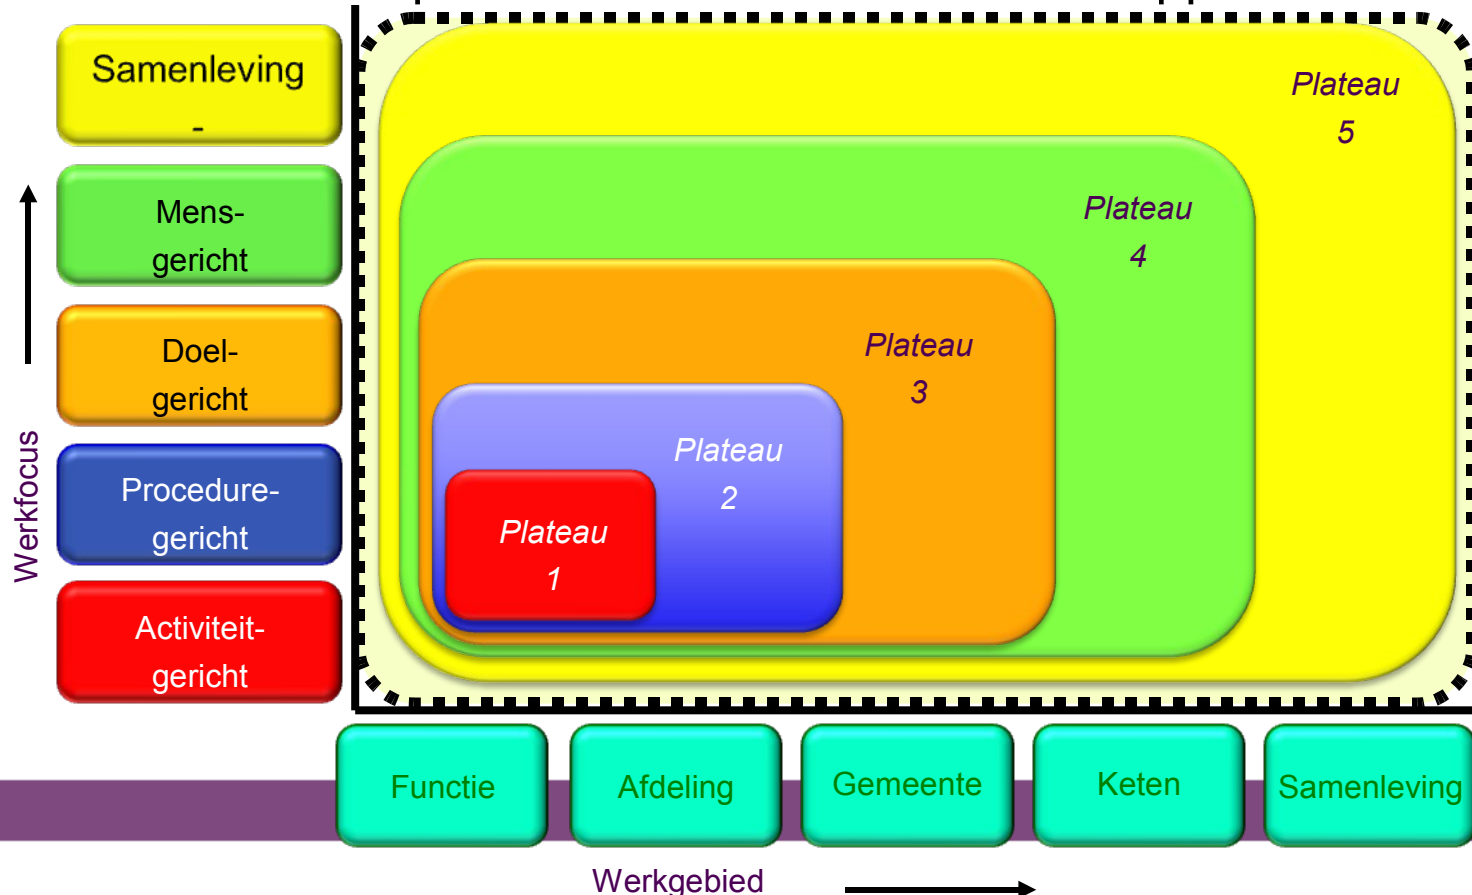 Samenleving
-
Mens-
gericht
Doel-
gericht
Procedure-
gericht
Activiteit-
gericht
Werkfocus
Plateau
5
Plateau
4
Plateau
3
Plateau
2
Plateau
1
Functie
Afdeling
Gemeente
Keten
Samenleving
Werkgebied